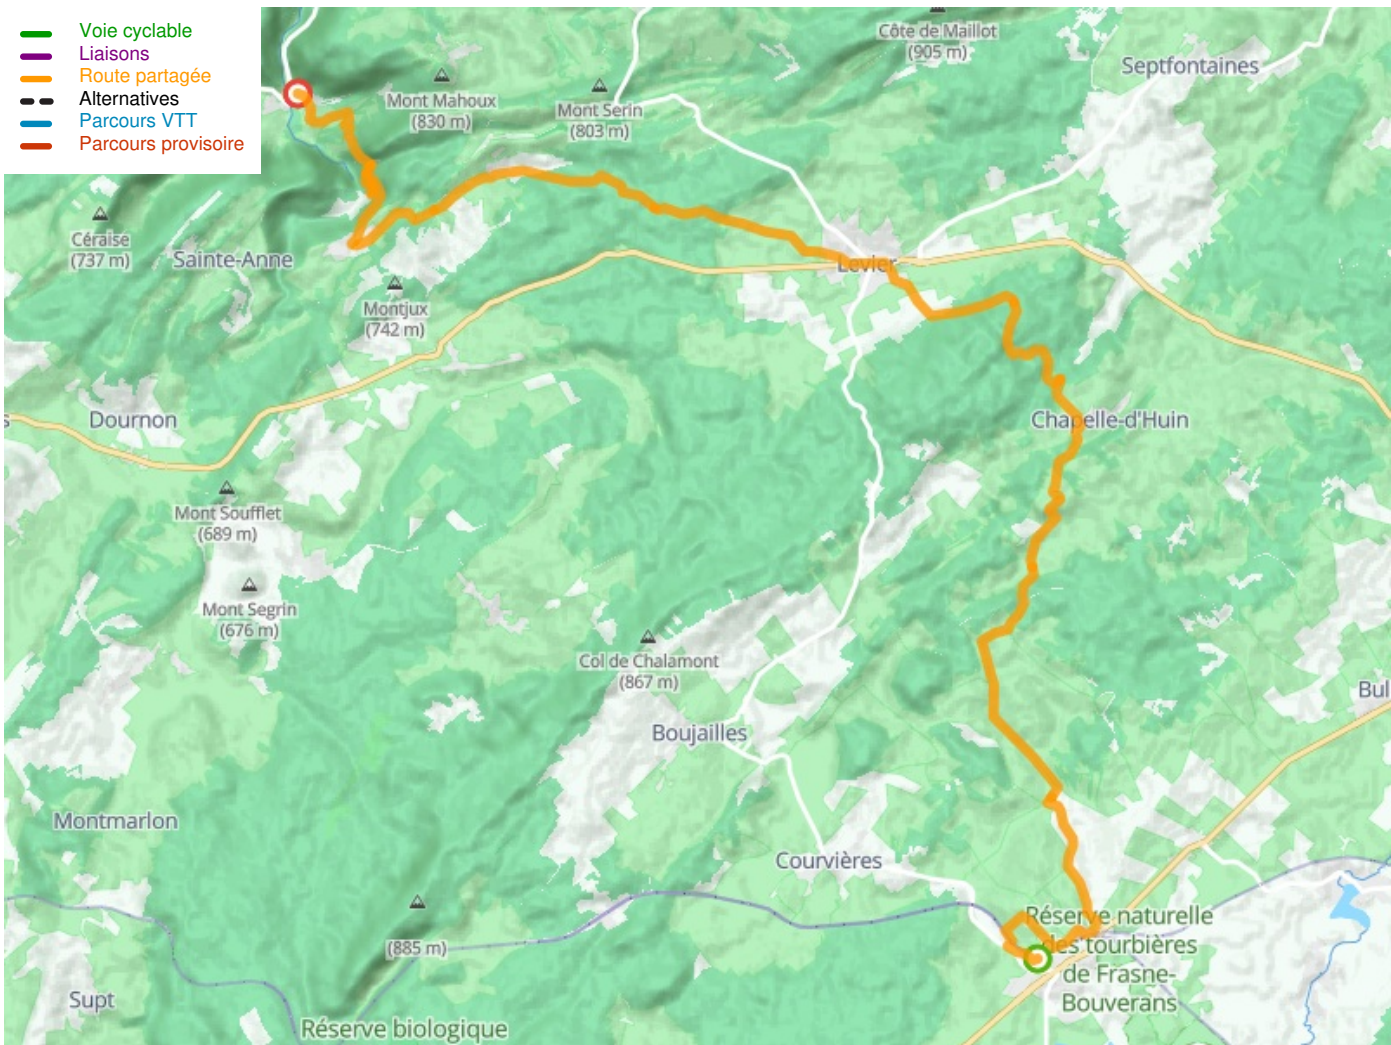 Voie cyclable
Liaisons
Route partagée
Alternatives
Parcours VTT
Parcours provisoire
Côte de Maillot
(905 m)
Septfontaines
Mont Mahoux
(830 m)
Mont Serin
(803 m)
Céraise
(737 m)
Sainte-Anne
Levier
Montjux
(742 m)
s
Dournon
Chapelle-d'Huin
Mont Soufflet
(689 m)
Mont Segrin
(676 m)
Col de Chalamont
(867 m)
Bul
Boujailles
Montmarlon
Courvières
Réserve naturelle
des tourbières
de Frasne-
Bouverans
(885 m)
Supt
Réserve biologique